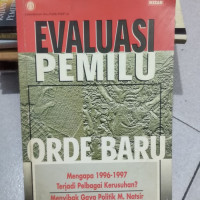 EVALUASI
PEMILU
ORDE BARU
Mengapa 1996-1997
Terjadi Pelbagai Kerusuhan?
Menyibak Gaya Politik M. Natsir